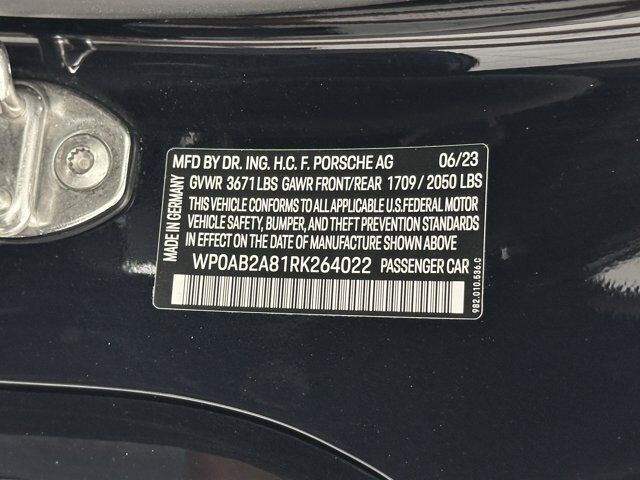 MFD BY DR. ING. H.C. F. PORSCHE AG 06/23
GVWR 3671 LBS GAWR FRONT/REAR 1709 / 2050 LBS
THIS VEHICLE CONFORMS TO ALL APPLICABLE U.S.FEDERAL MOTOR
VEHICLE SAFETY, BUMPER, AND THEFT PREVENTION STANDARDS
IN EFFECT ON THE DATE OF MANUFACTURE SHOWN ABOVE
WP0AB2A81RK264022 PASSENGER CAR
MADE IN GERMANY
982.010.536.C